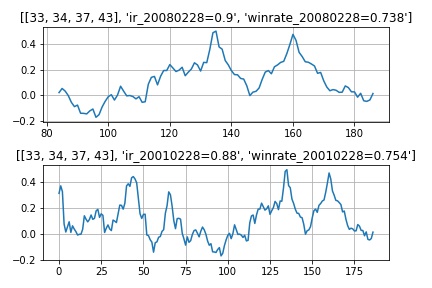 [[33, 34, 37, 43], 'ir_20080228=0.9', 'winrate_20080228=0.738']
0.4
0.2
0.0
−0.2
80 100 120 140 160 180
[[33, 34, 37, 43], 'ir_20010228=0.88', 'winrate_20010228=0.754']
0.4
0.2
0.0
−0.2
0 25 50 75 100 125 150 175